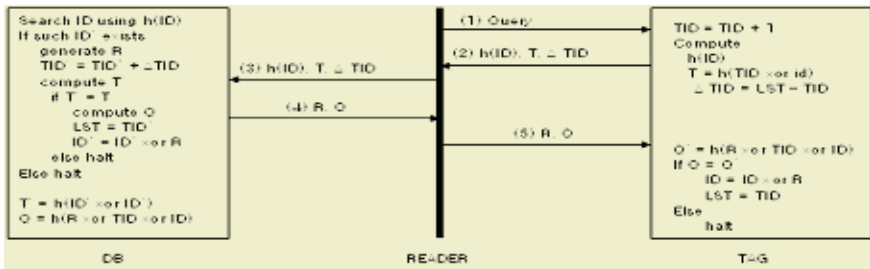 Search ID using h(ID)
If such ID' exists
generate R
TID' = TID' + △TID
compute T'
if T' = T
compute Q
LST = TID'
ID' = ID' xor R
else halt
Else halt
T' = h(ID' xor ID')
Q = h(R xor TID xor ID)
DB
(1) Query
(2) h(ID), T, △ TID
(3) h(ID), T, △ TID
(4) R, Q
(5) R, Q
READER
TID = TID + 1
Compute
h(ID)
T = h(TID xor id)
△ TID = LST - TID
Q' = h(R xor TID xor ID)
If Q = Q'
ID = ID xor R
LST = TID
Else
halt
TAG